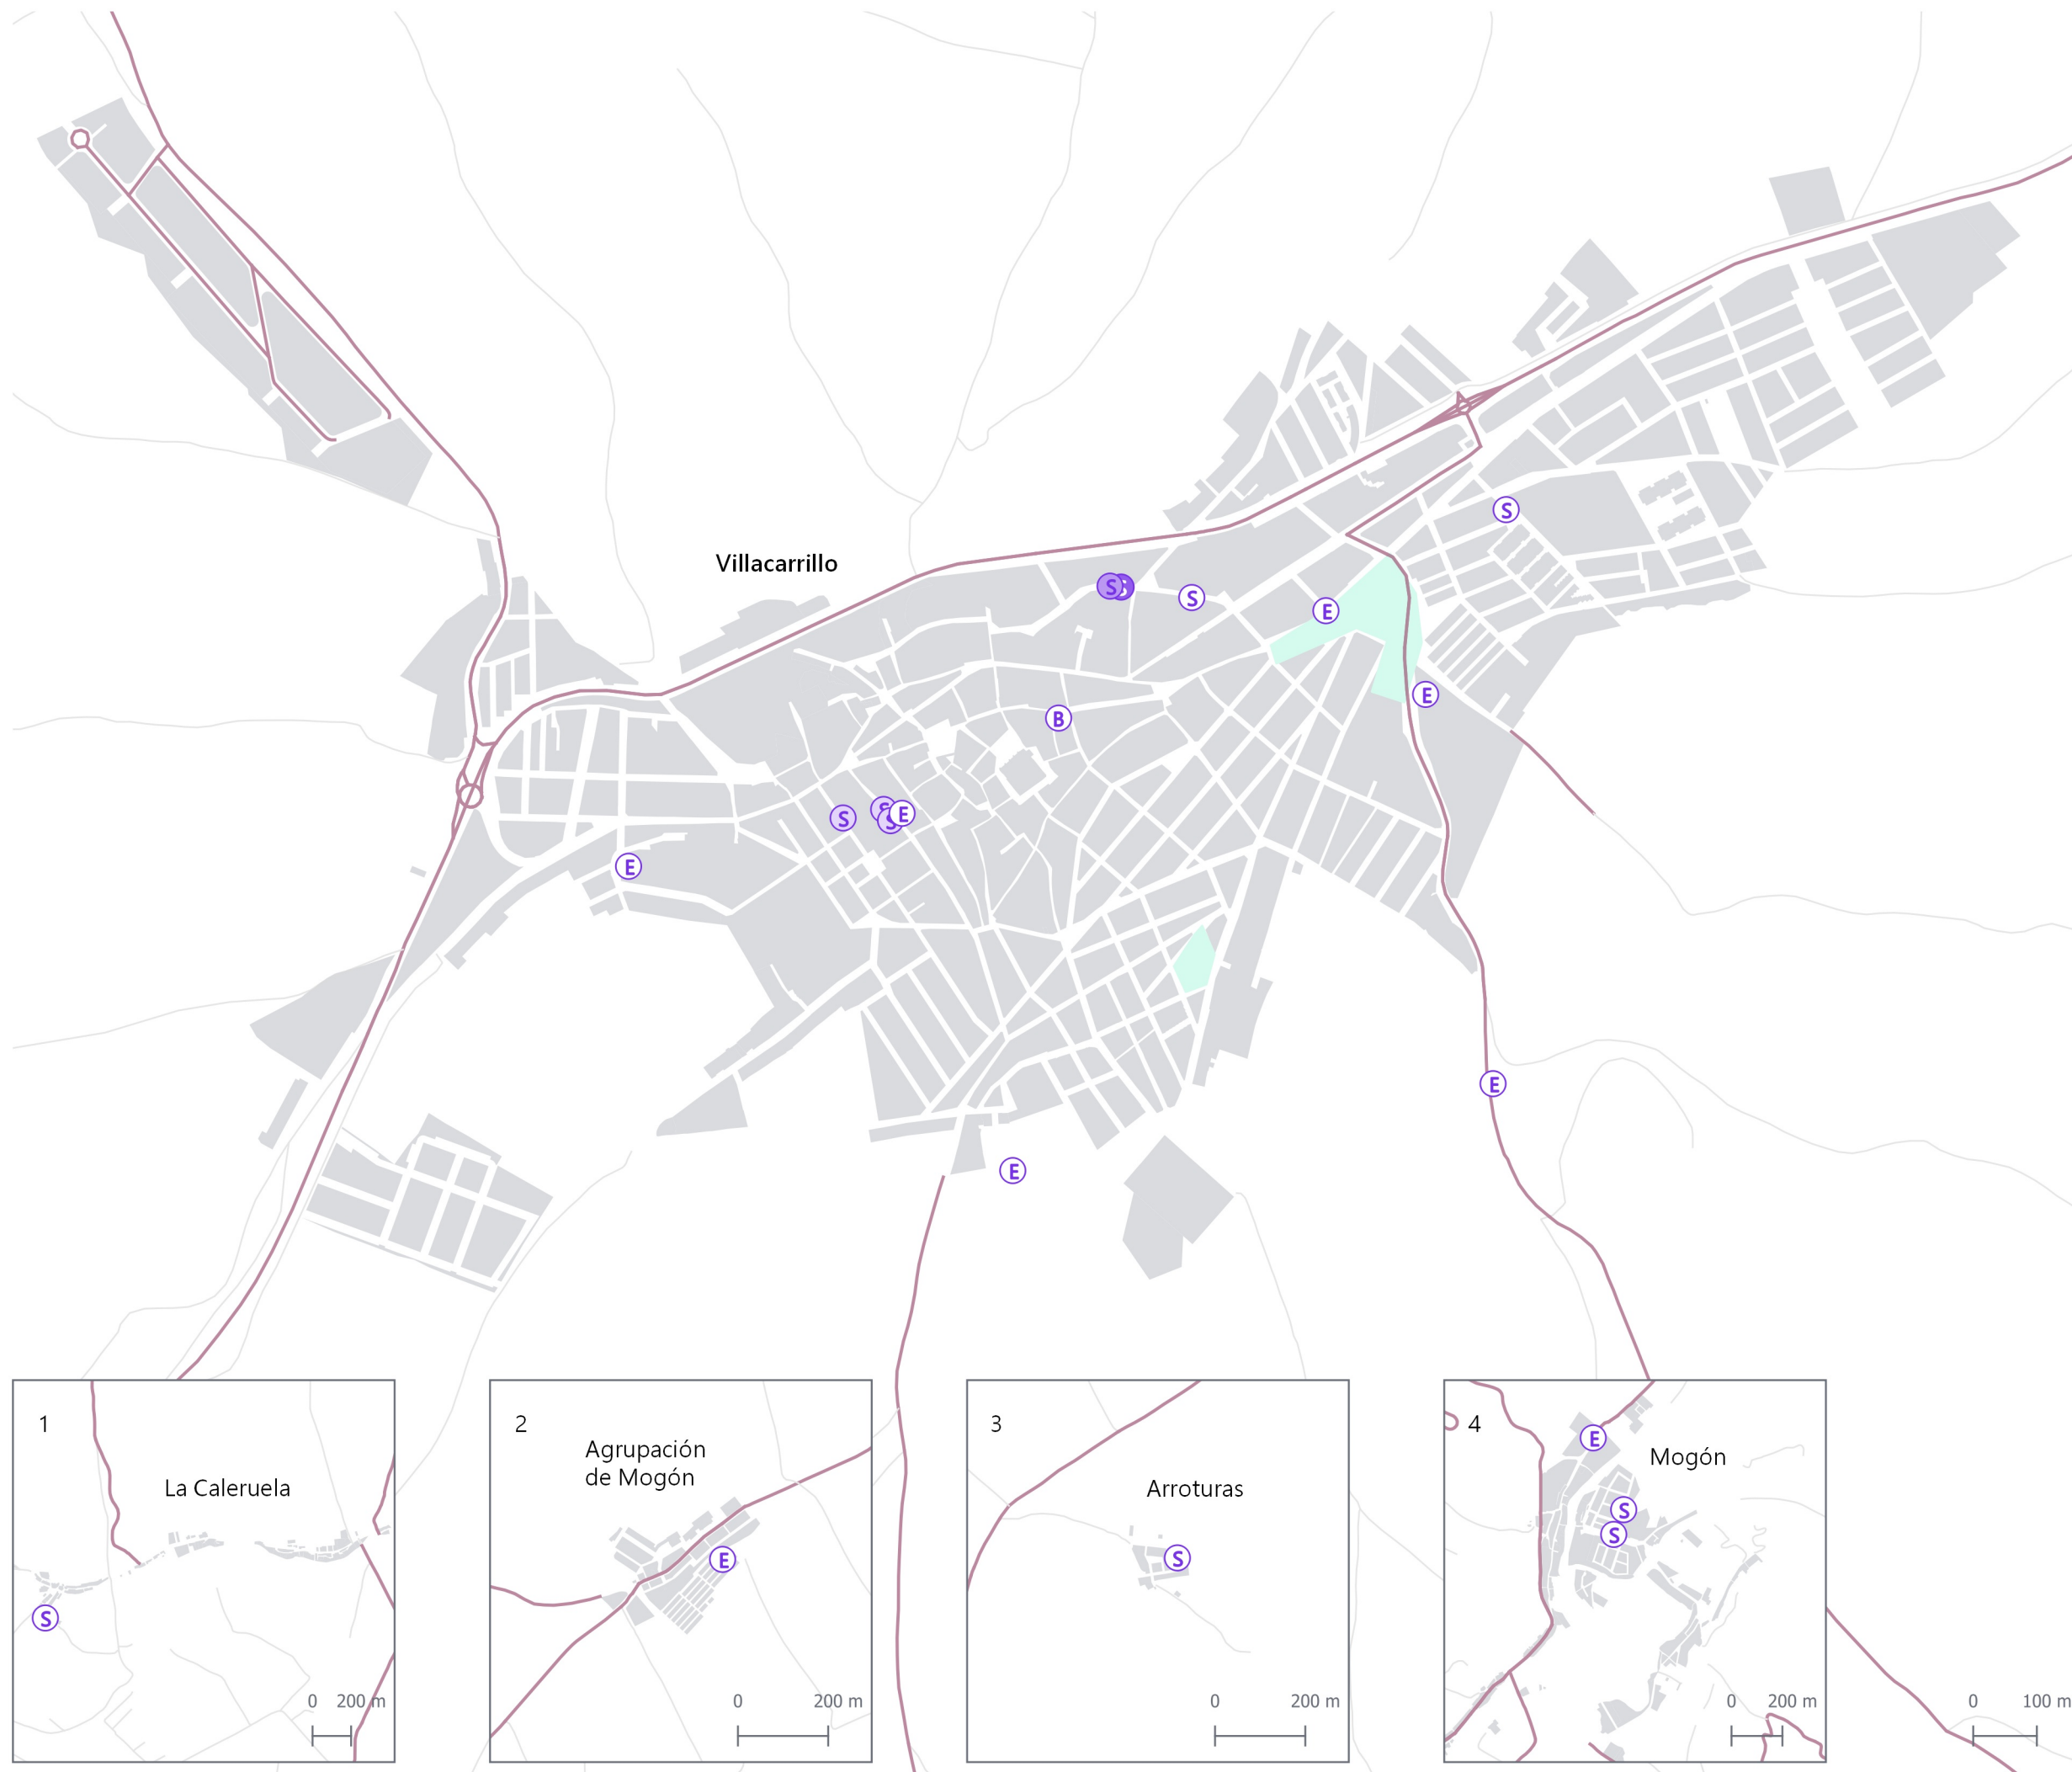 S
Villacarrillo
S
S
S
E
E
B
S
S
S
E
E
E
E
1
La Caleruela
S
0 200 m
2
Agrupación
de Mogón
E
0 200 m
3
Arroturas
S
0 200 m
4
E
Mogón
S
S
0 200 m
0 100 m